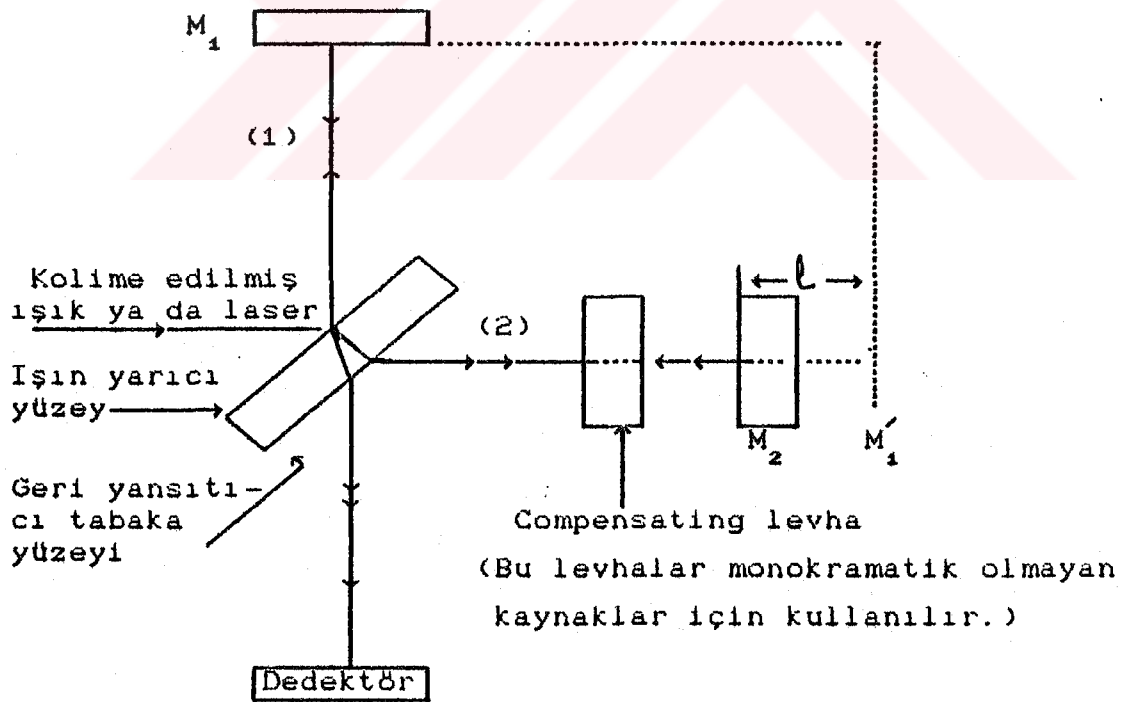 M₁
(1)
Kolime edilmiş
ışık ya da laser
(2)
l
Işın yarıcı
yüzey
M₂
M₁′
Geri yansıtı-
cı tabaka
yüzeyi
Compensating levha
(Bu levhalar monokramatik olmayan
kaynaklar için kullanılır.)
Dedektör